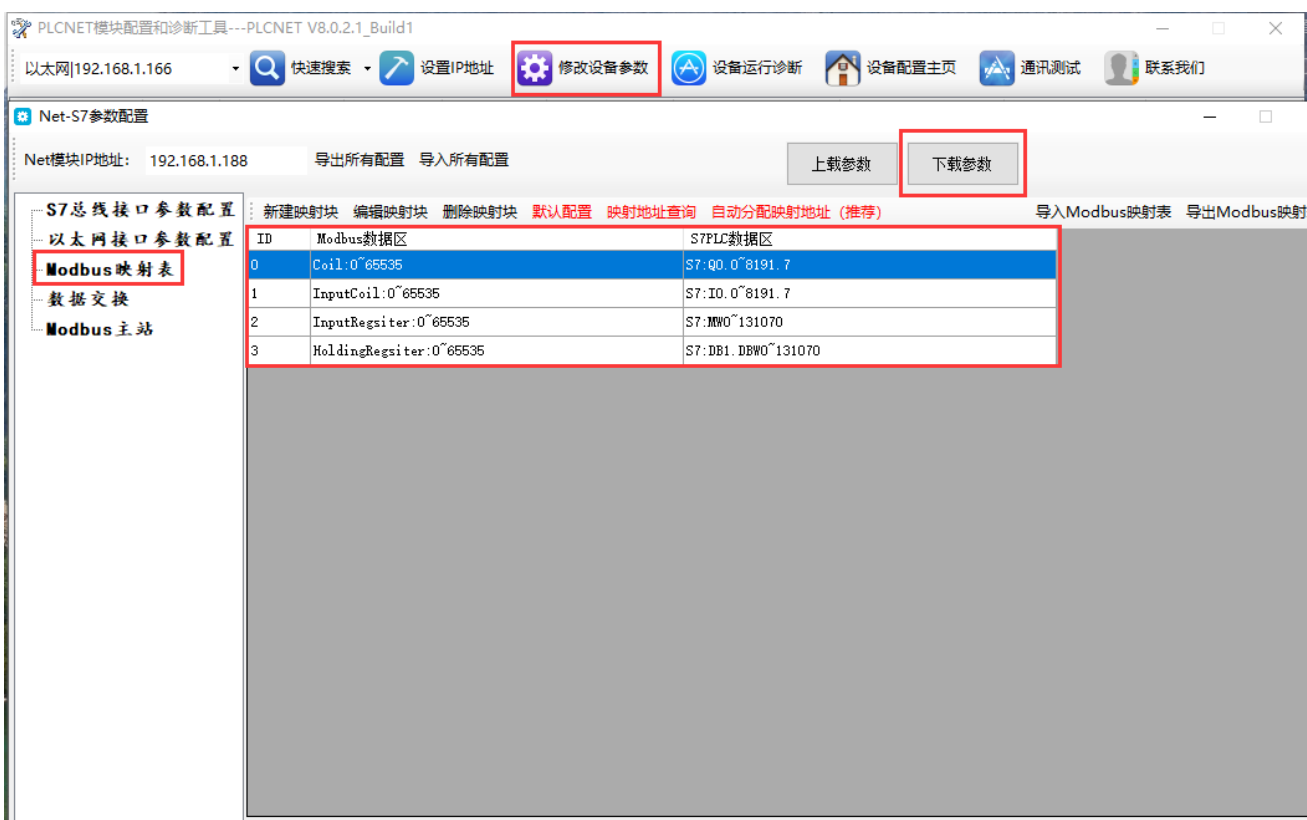 PLCNET模块配置和诊断工具---PLCNET V8.0.2.1_Build1
以太网|192.168.1.166 快速搜索 设置IP地址 修改设备参数 设备运行诊断 设备配置主页 通讯测试 联系我们
Net-S7参数配置
Net模块IP地址: 192.168.1.188 导出所有配置 导入所有配置 上载参数 下载参数
S7总线接口参数配置
以太网接口参数配置
Modbus映射表
数据交换
Modbus主站
新建映射块 编辑映射块 删除映射块 默认配置 映射地址查询 自动分配映射地址（推荐） 导入Modbus映射表 导出Modbus映射
ID Modbus数据区 S7PLC数据区
0 Coil:0~65535 S7:Q0.0~8191.7
1 InputCoil:0~65535 S7:I0.0~8191.7
2 InputRegsiter:0~65535 S7:MW0~131070
3 HoldingRegsiter:0~65535 S7:DB1.DBW0~131070